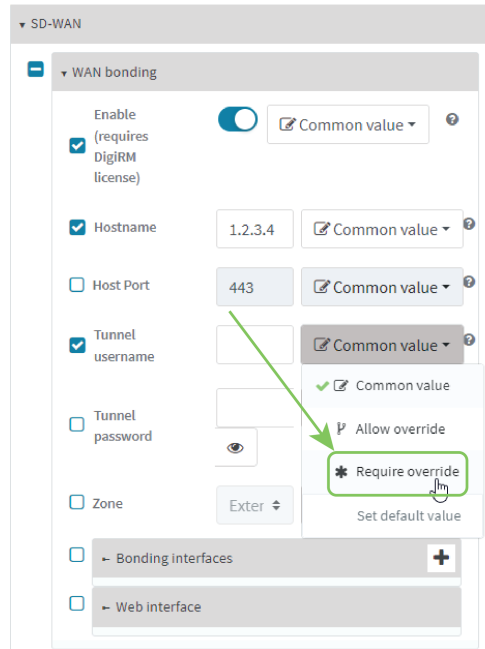 SD-WAN
WAN bonding
Enable
(requires
DigiRM
license)
Common value
Hostname
1.2.3.4
Common value
Host Port
443
Common value
Tunnel
username
Common value
Common value
Allow override
Tunnel
password
Require override
Zone
Exter
Set default value
Bonding interfaces
Web interface